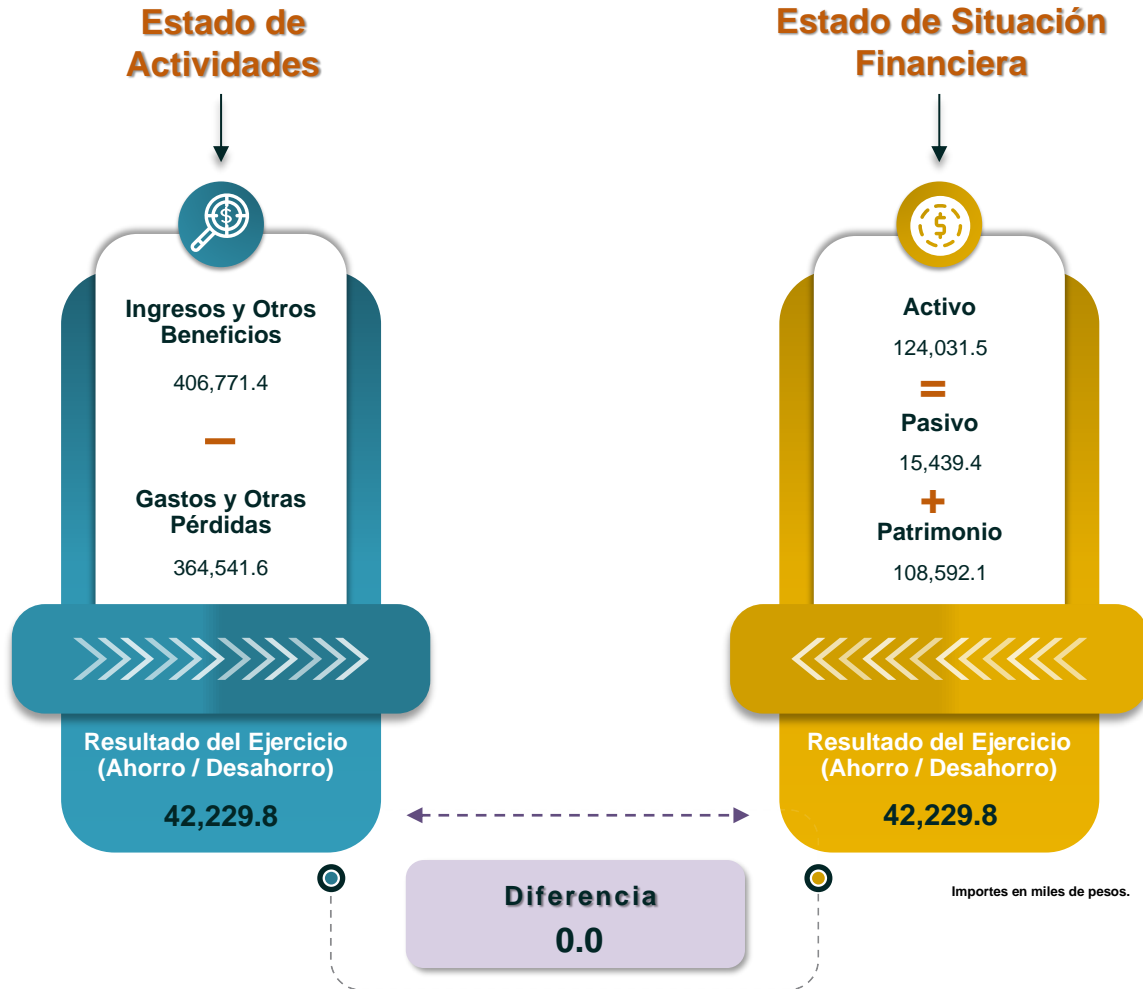 Estado de
Actividades
Ingresos y Otros
Beneficios
406,771.4
−
Gastos y Otras
Pérdidas
364,541.6
Resultado del Ejercicio
(Ahorro / Desahorro)
42,229.8
Estado de Situación
Financiera
$
Activo
124,031.5
=
Pasivo
15,439.4
+
Patrimonio
108,592.1
Resultado del Ejercicio
(Ahorro / Desahorro)
42,229.8
Diferencia
0.0
Importes en miles de pesos.